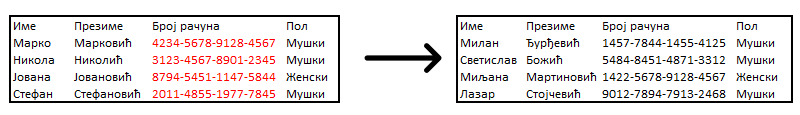 Име Презиме Број рачуна Пол
Марко Марковић 4234-5678-9128-4567 Мушки
Никола Николић 3123-4567-8901-2345 Мушки
Јована Јовановић 8794-5451-1147-5844 Женски
Стефан Стефановић 2011-4855-1977-7845 Мушки
Име Презиме Број рачуна Пол
Милан Ђурђевић 1457-7844-1455-4125 Мушки
Светислав Божић 5484-8451-4871-3312 Мушки
Миљана Мартиновић 1422-5678-9128-4567 Женски
Лазар Стојчевић 9012-7894-7913-2468 Мушки